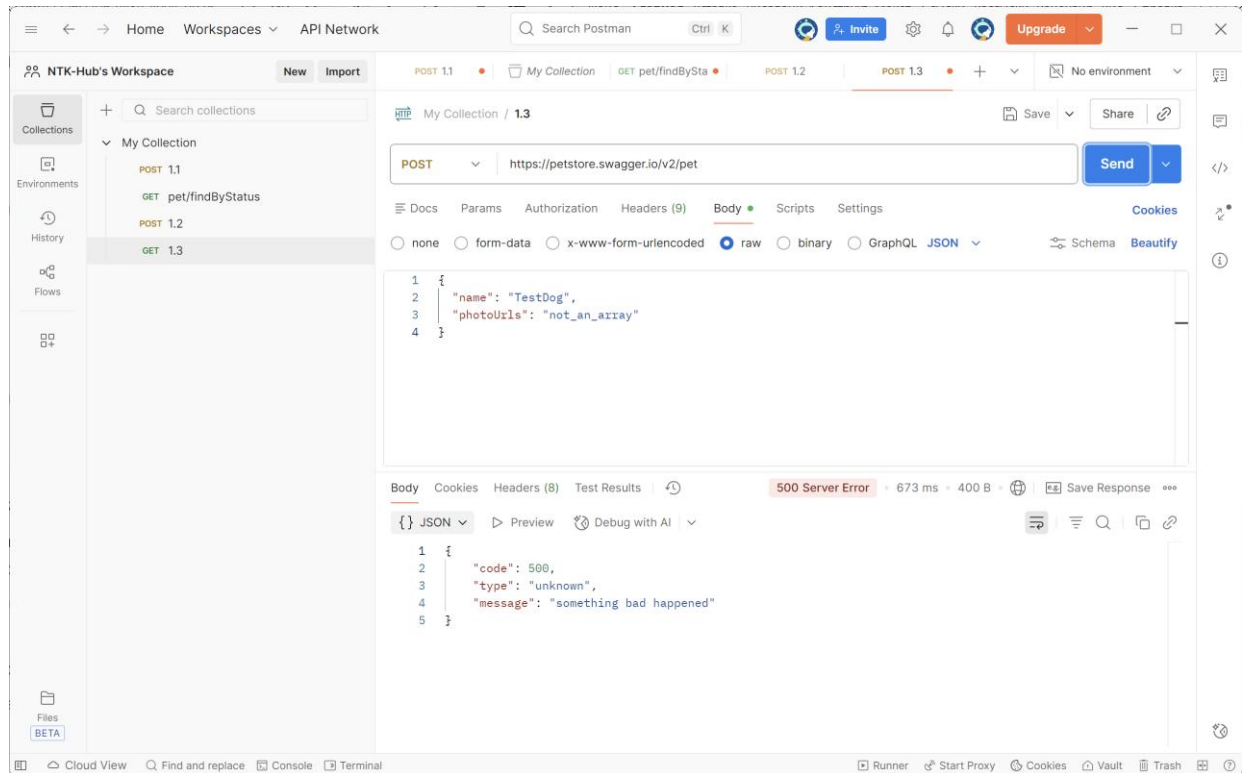 Home Workspaces API Network Search Postman Ctrl K Invite Upgrade
NTK-Hub's Workspace New Import
POST 1.1 My Collection GET pet/findBySta POST 1.2 POST 1.3 No environment
Collections
Environments
History
Flows
Files
BETA
Search collections
My Collection
POST 1.1
GET pet/findByStatus
POST 1.2
GET 1.3
HTTP My Collection / 1.3 Save Share
POST https://petstore.swagger.io/v2/pet Send
Docs Params Authorization Headers (9) Body Scripts Settings Cookies
none form-data x-www-form-urlencoded raw binary GraphQL JSON Schema Beautify
1 {
2 "name": "TestDog",
3 "photoUrls": "not_an_array"
4 }
Body Cookies Headers (8) Test Results 500 Server Error 673 ms 400 B e.g. Save Response
{} JSON Preview Debug with AI
1 {
2 "code": 500,
3 "type": "unknown",
4 "message": "something bad happened"
5 }
Cloud View Find and replace Console Terminal Runner Start Proxy Cookies Vault Trash